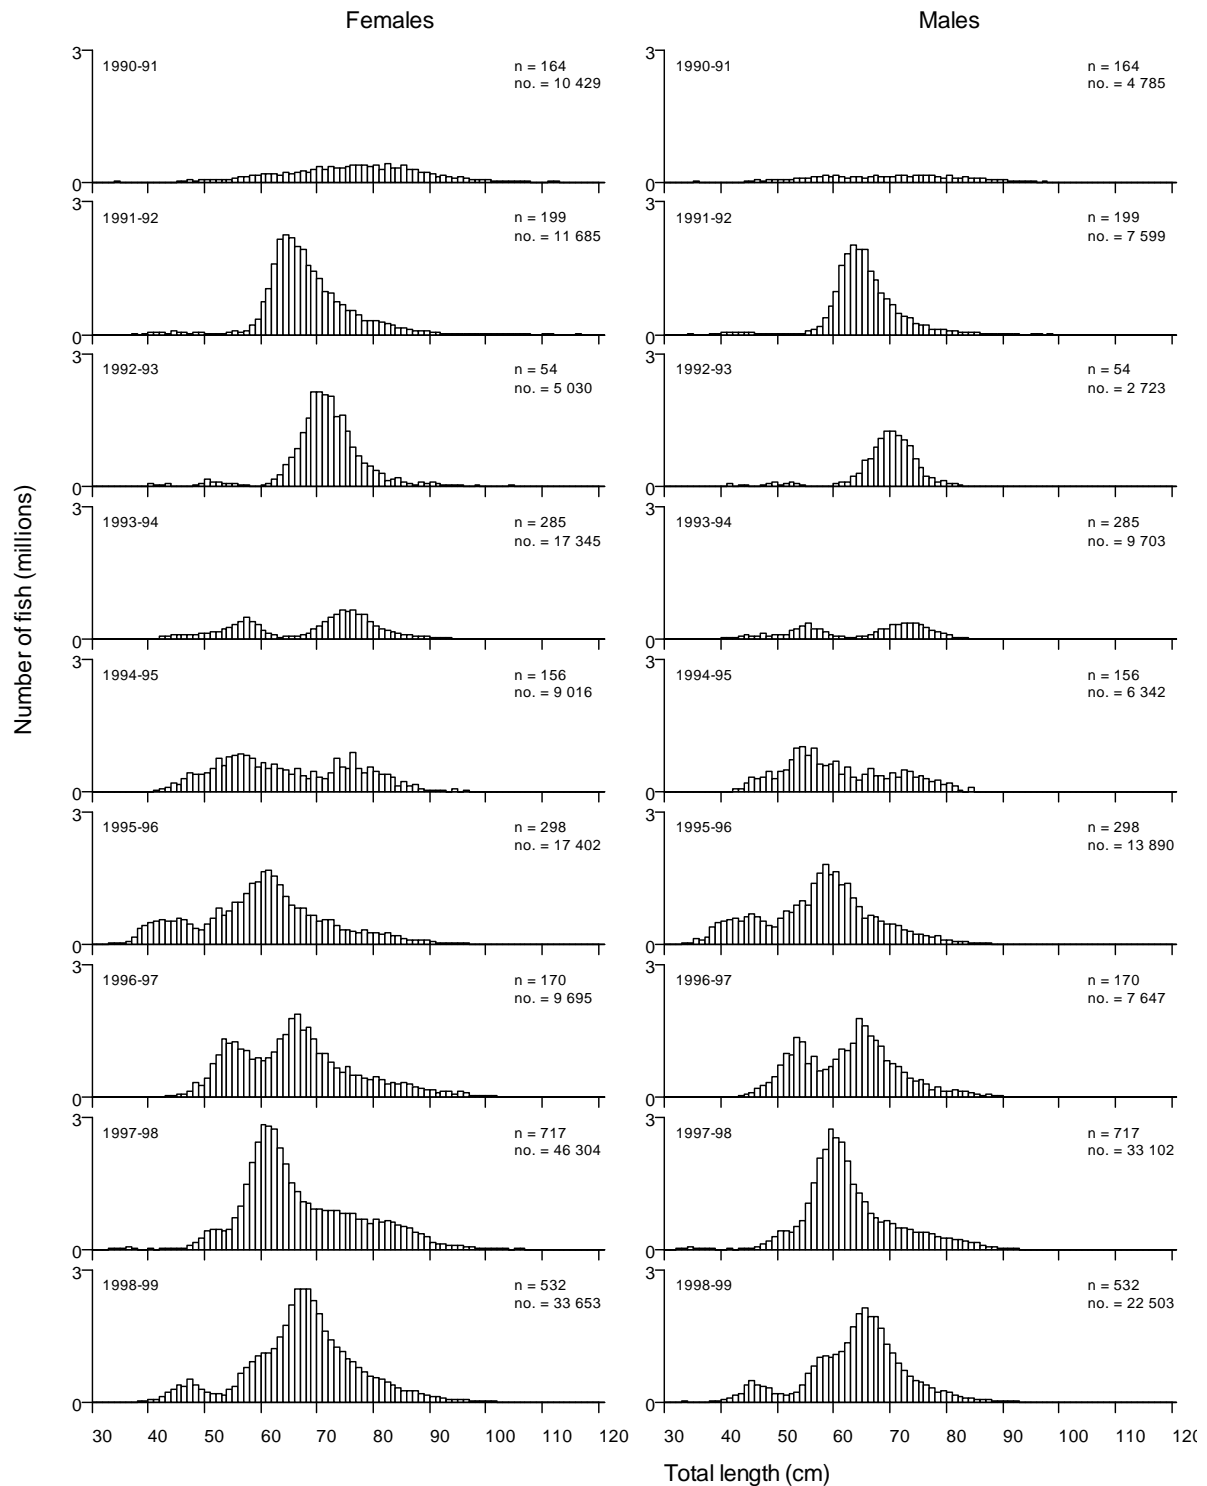 Females
Males
Number of fish (millions)
3
1990-91
n = 164
no. = 10 429
0
3
1990-91
n = 164
no. = 4 785
0
3
1991-92
n = 199
no. = 11 685
0
3
1991-92
n = 199
no. = 7 599
0
3
1992-93
n = 54
no. = 5 030
0
3
1992-93
n = 54
no. = 2 723
0
3
1993-94
n = 285
no. = 17 345
0
3
1993-94
n = 285
no. = 9 703
0
3
1994-95
n = 156
no. = 9 016
0
3
1994-95
n = 156
no. = 6 342
0
3
1995-96
n = 298
no. = 17 402
0
3
1995-96
n = 298
no. = 13 890
0
3
1996-97
n = 170
no. = 9 695
0
3
1996-97
n = 170
no. = 7 647
0
3
1997-98
n = 717
no. = 46 304
0
3
1997-98
n = 717
no. = 33 102
0
3
1998-99
n = 532
no. = 33 653
0
3
1998-99
n = 532
no. = 22 503
0
30 40 50 60 70 80 90 100 110 120
30 40 50 60 70 80 90 100 110 120
Total length (cm)